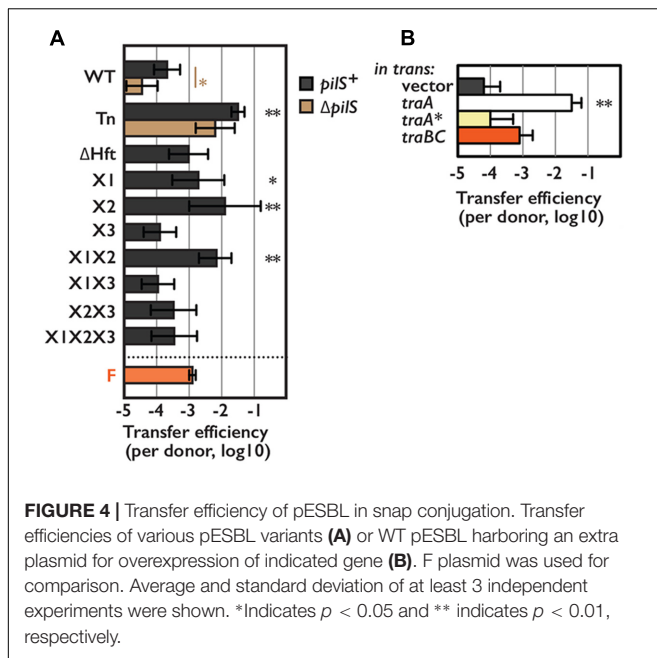 A
WT
Tn
ΔHft
X1
X2
X3
X1X2
X1X3
X2X3
X1X2X3
F
*
**
*
**
**
-5 -4 -3 -2 -1
Transfer efficiency
(per donor, log10)
pilS+
ΔpilS
B
in trans:
vector
traA
traA*
traBC
**
-5 -4 -3 -2 -1
Transfer efficiency
(per donor, log10)
FIGURE 4 | Transfer efficiency of pESBL in snap conjugation. Transfer
efficiencies of various pESBL variants (A) or WT pESBL harboring an extra
plasmid for overexpression of indicated gene (B). F plasmid was used for
comparison. Average and standard deviation of at least 3 independent
experiments were shown. *Indicates p < 0.05 and ** indicates p < 0.01,
respectively.